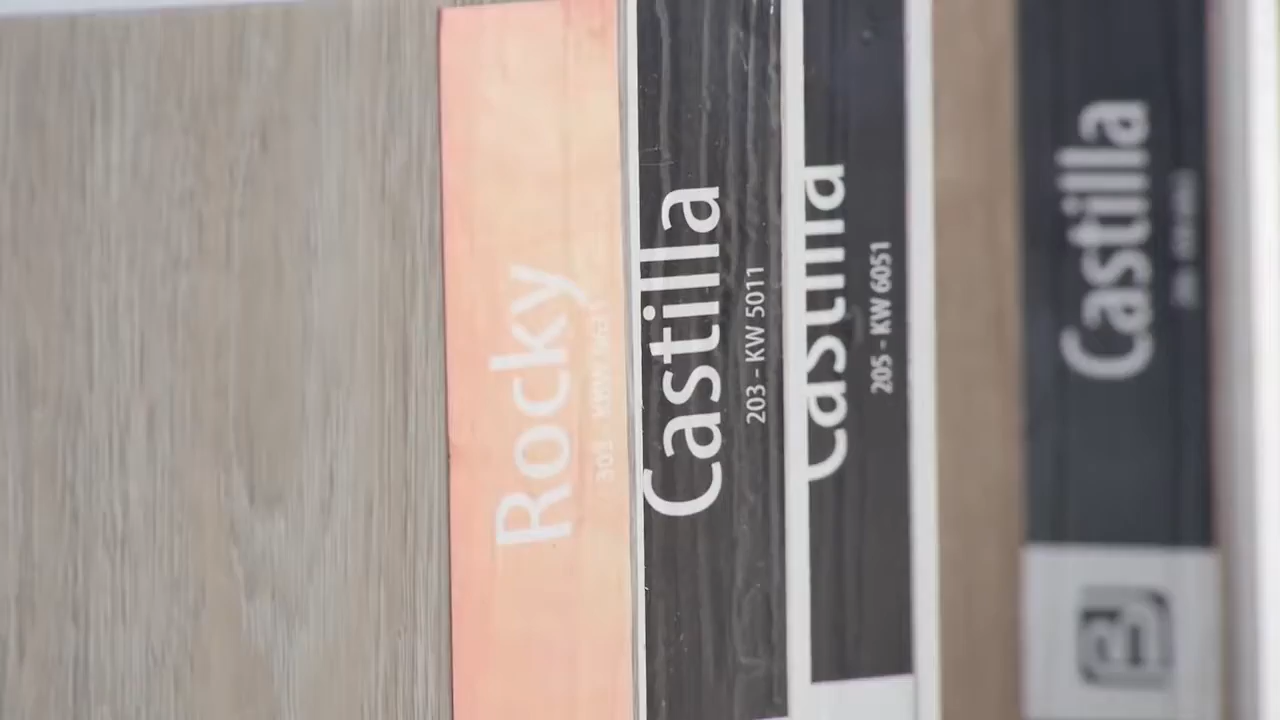 Rocky
Castilla
203 – KW 5011
Castilla
205 – KW 6051
Castilla